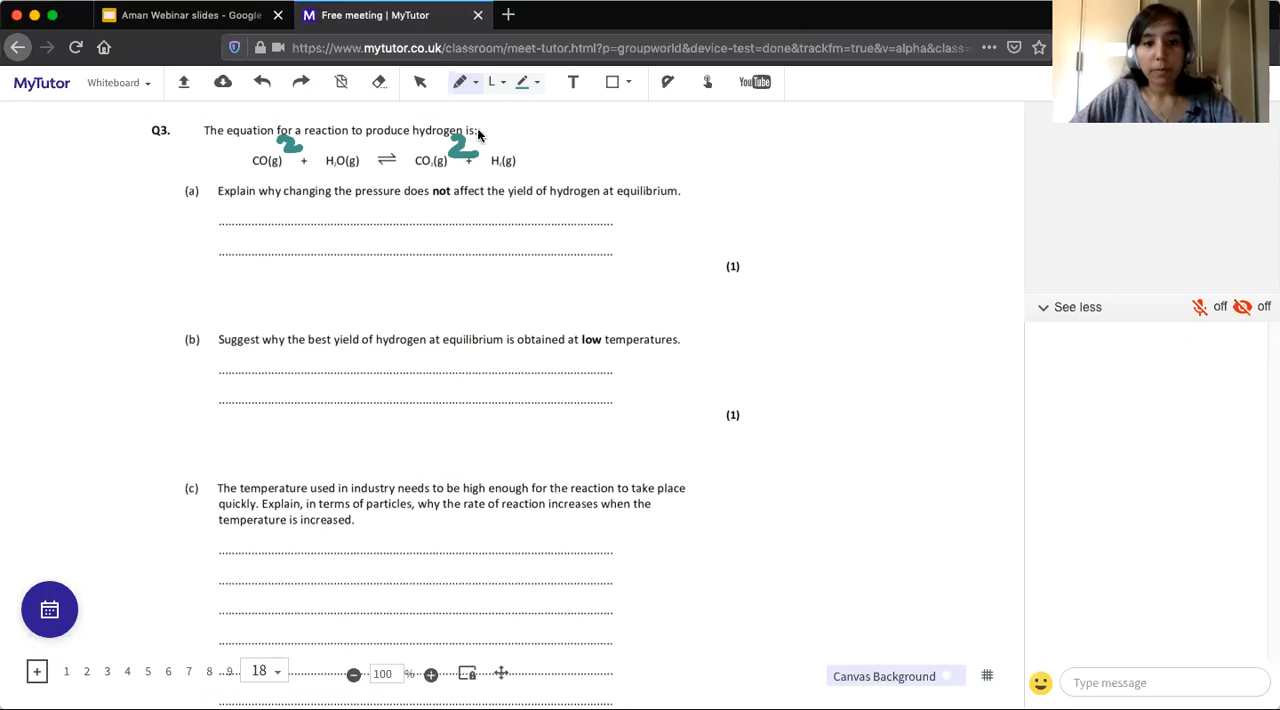 Aman Webinar slides - Google
Free meeting | MyTutor
https://www.mytutor.co.uk/classroom/meet-tutor.html?p=groupworld&device-test=done&trackfm=true&v=alpha&class=
MyTutor
Whiteboard
L
T
YouTube
Q3. The equation for a reaction to produce hydrogen is:
2 2
CO(g) + H₂O(g) ⇌ CO₂(g) + H₂(g)
(a) Explain why changing the pressure does not affect the yield of hydrogen at equilibrium.
(1)
See less
off
off
(b) Suggest why the best yield of hydrogen at equilibrium is obtained at low temperatures.
(1)
(c) The temperature used in industry needs to be high enough for the reaction to take place
quickly. Explain, in terms of particles, why the rate of reaction increases when the
temperature is increased.
+ 1 2 3 4 5 6 7 8 9 18
100 %
Canvas Background
Type message